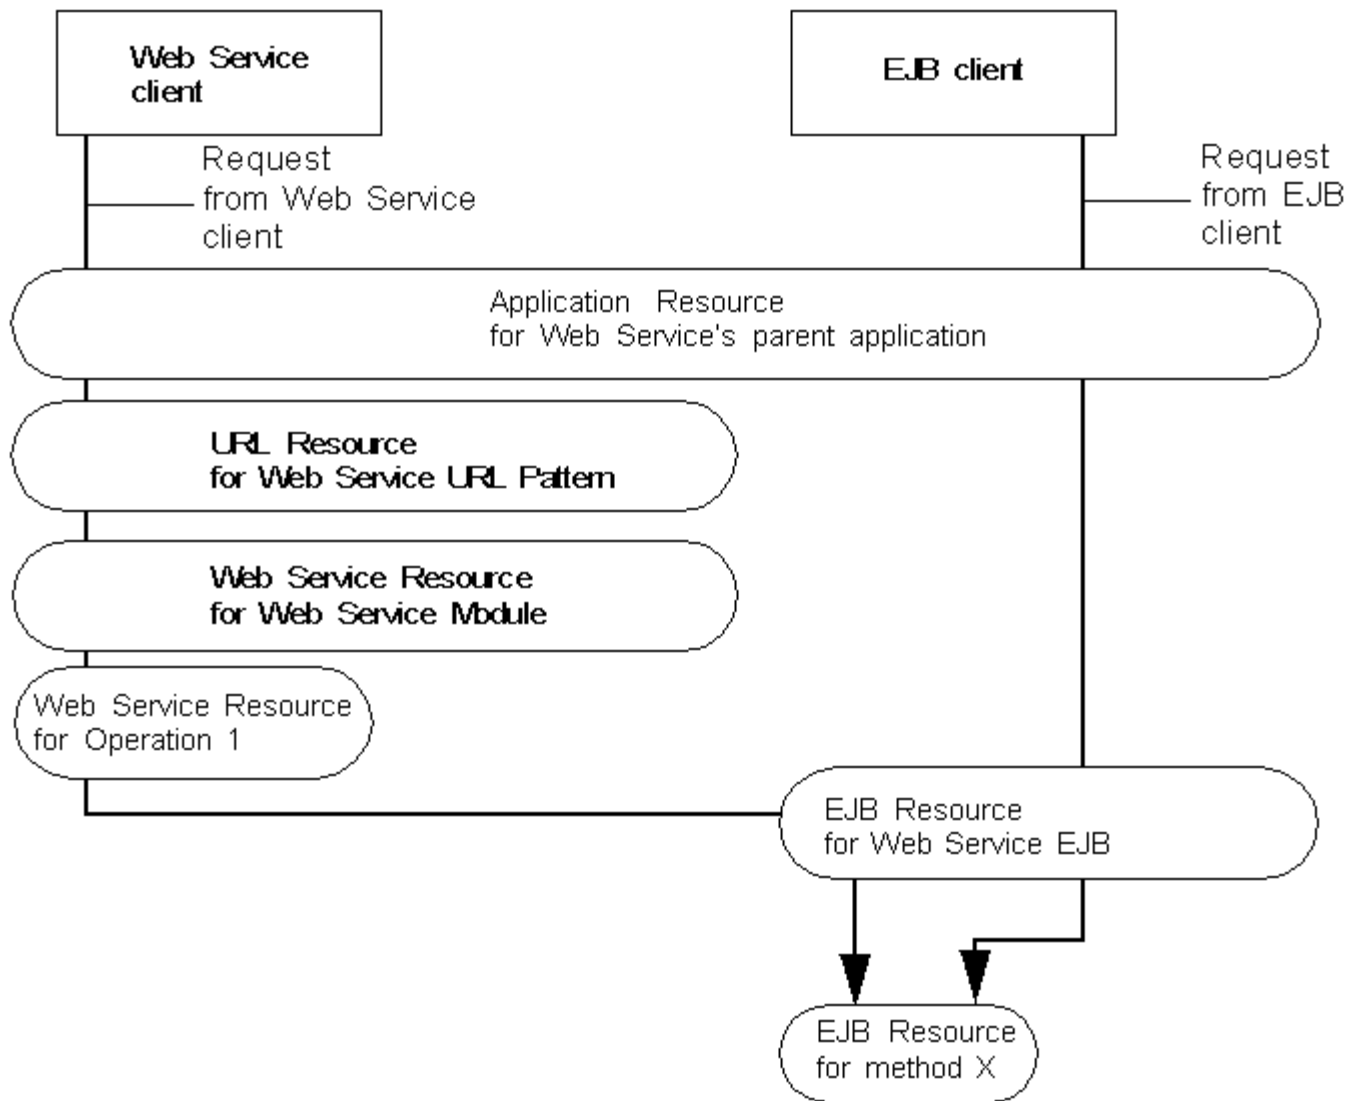 Web Service
client
EJB client
Request
from Web Service
client
Request
from EJB
client
Application Resource
for Web Service's parent application
URL Resource
for Web Service URL Pattern
Web Service Resource
for Web Service Module
Web Service Resource
for Operation 1
EJB Resource
for Web Service EJB
EJB Resource
for method X